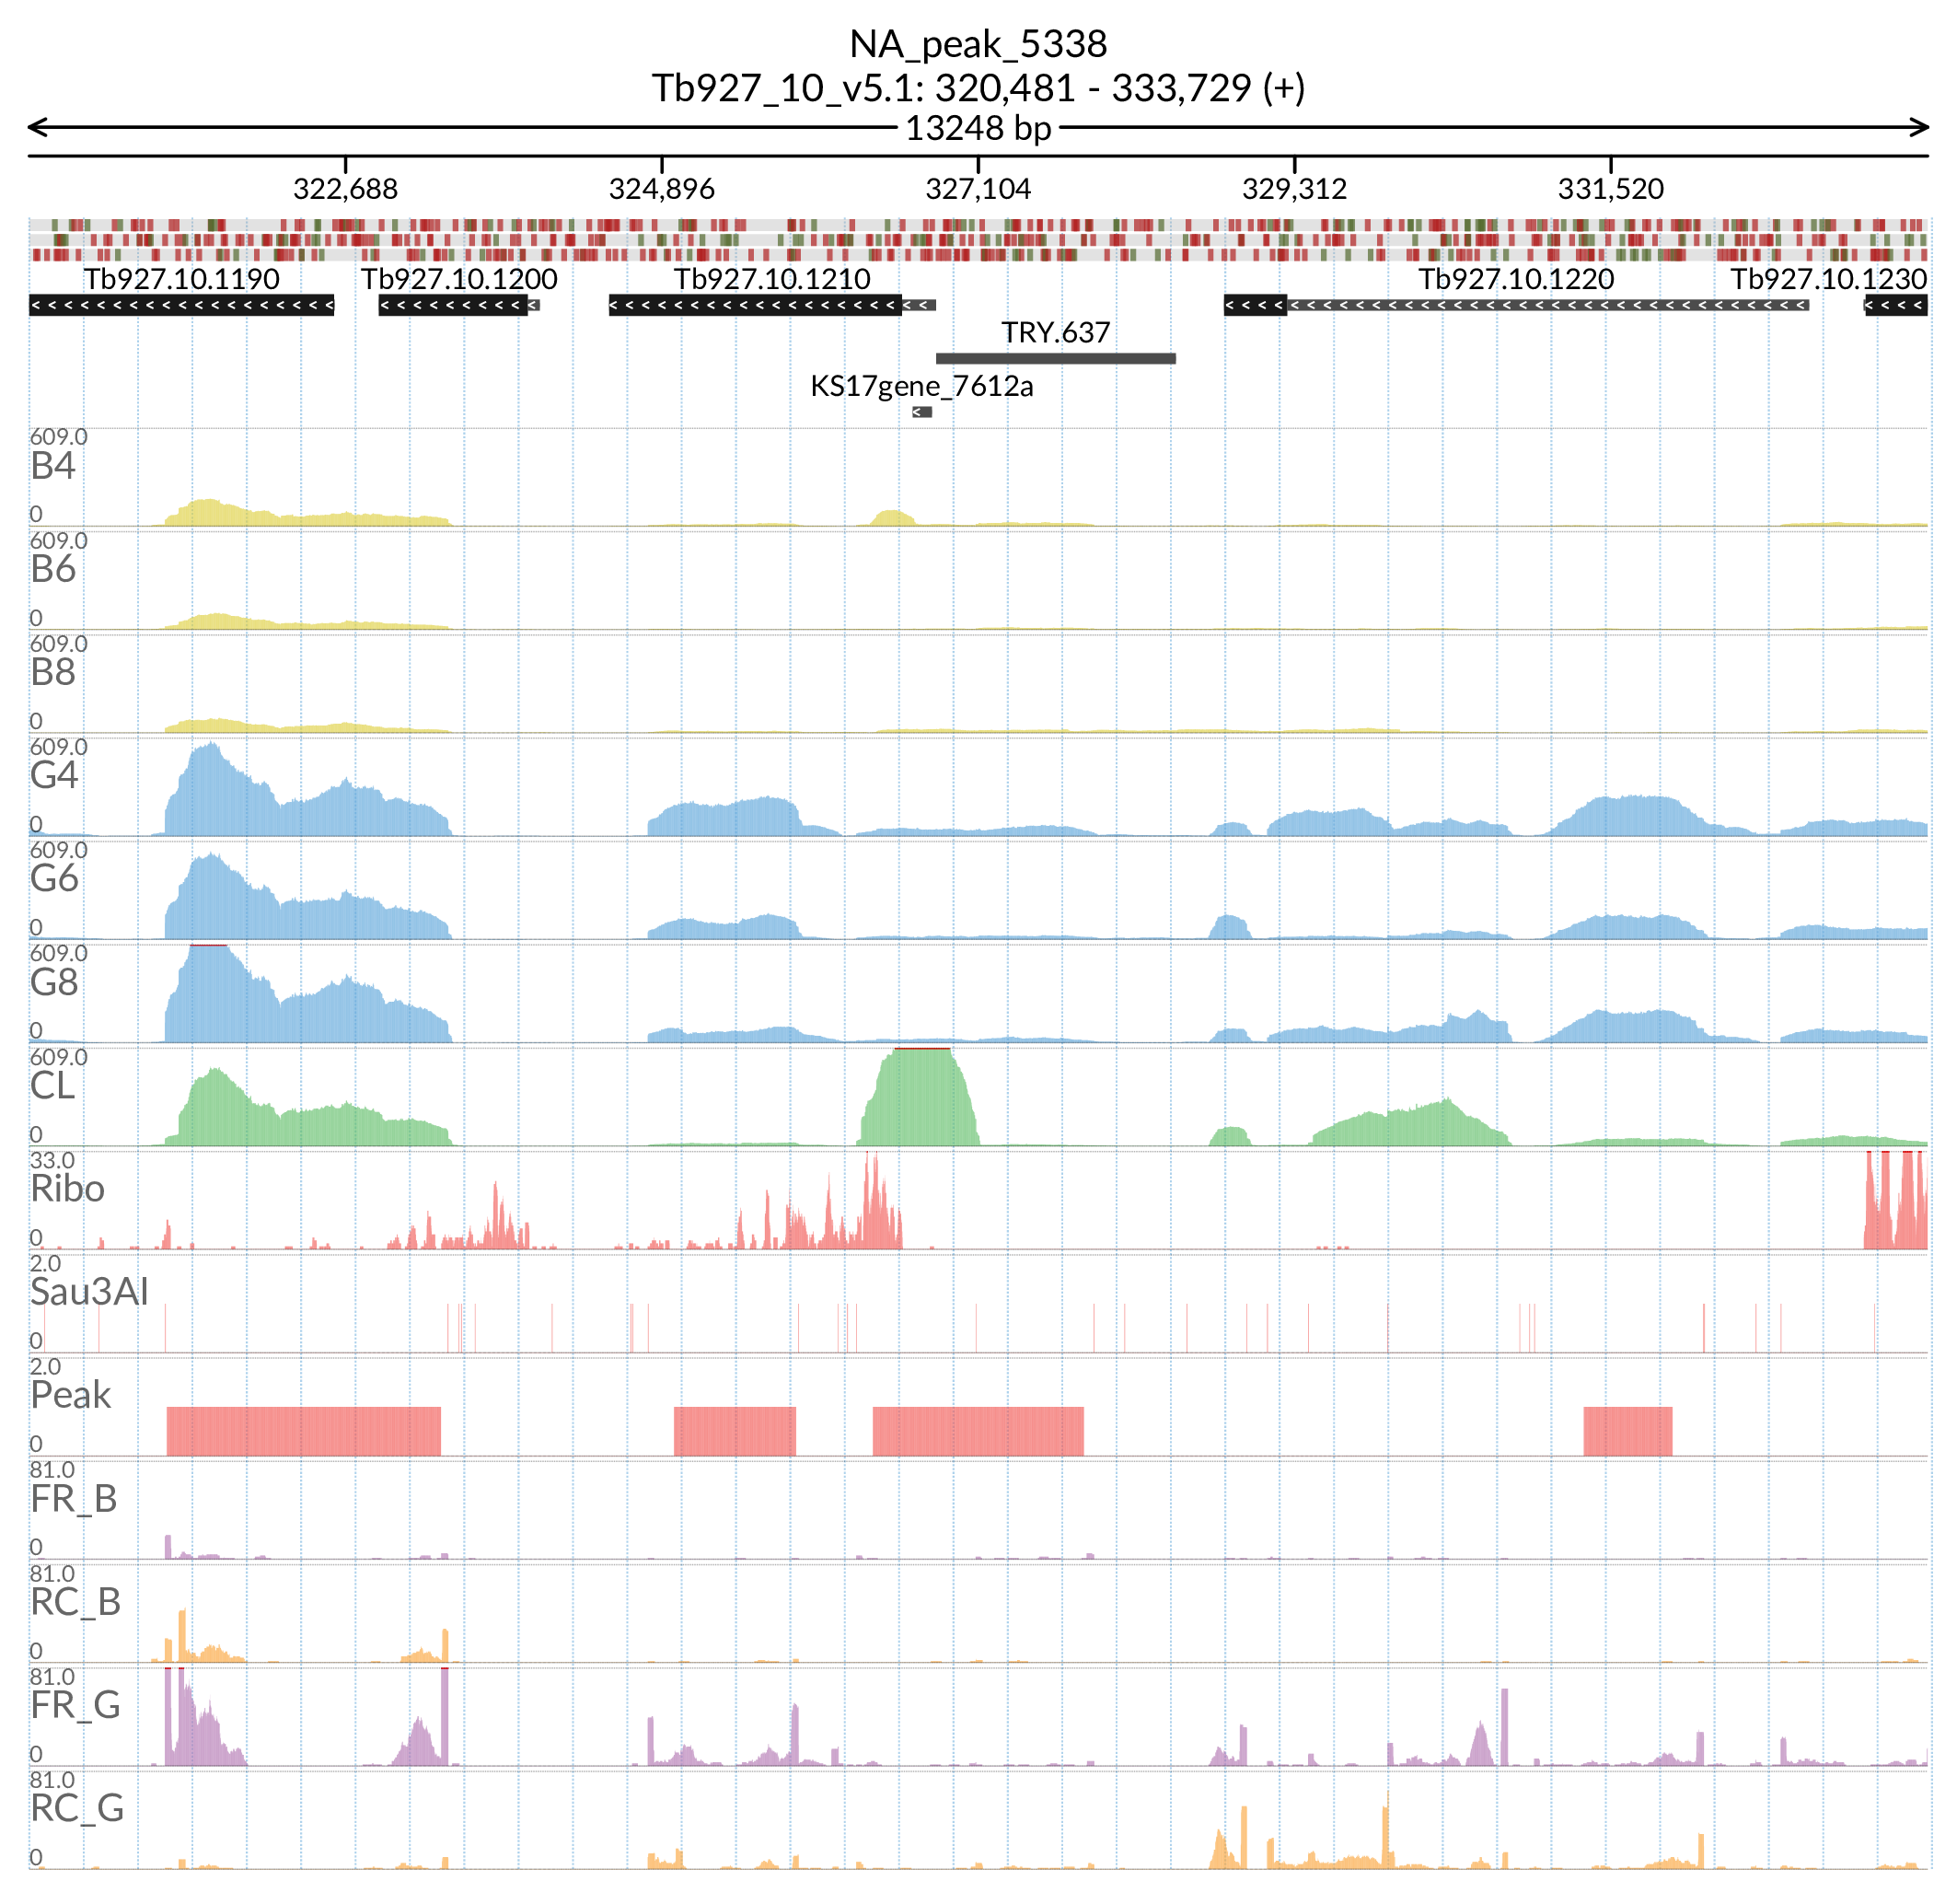 NA_peak_5338
Tb927_10_v5.1: 320,481 - 333,729 (+)
13248 bp
322,688 324,896 327,104 329,312 331,520
Tb927.10.1190 Tb927.10.1200 Tb927.10.1210 Tb927.10.1220 Tb927.10.1230
TRY.637
KS17gene_7612a
609.0
B4
0
609.0
B6
0
609.0
B8
0
609.0
G4
0
609.0
G6
0
609.0
G8
0
609.0
CL
0
33.0
Ribo
0
2.0
Sau3AI
0
2.0
Peak
0
81.0
FR_B
0
81.0
RC_B
0
81.0
FR_G
0
81.0
RC_G
0